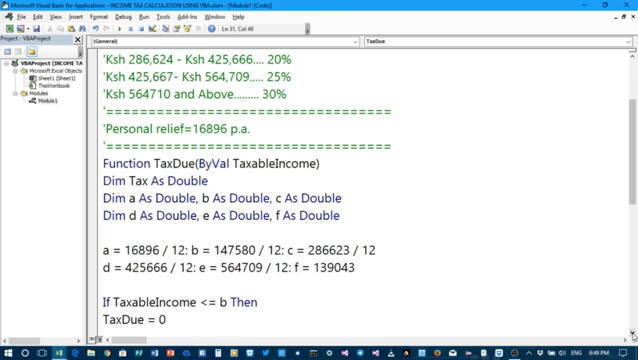 Microsoft Visual Basic for Applications - INCOME TAX CALCULATION USING VBA.xlsm - [Module1 (Code)]
File Edit View Insert Format Debug Run Tools Add-Ins Window Help
Ln 31, Col 49
Project - VBAProject
(General)
TaxDue
VBAProject (INCOME TA
Microsoft Excel Objects
Sheet1 (Sheet1)
ThisWorkbook
Modules
Module1
'Ksh 286,624 - Ksh 425,666.... 20%
'Ksh 425,667- Ksh 564,709.... 25%
'Ksh 564710 and Above......... 30%
'===================================
'Personal relief=16896 p.a.
'===================================
Function TaxDue(ByVal TaxableIncome)
Dim Tax As Double
Dim a As Double, b As Double, c As Double
Dim d As Double, e As Double, f As Double
a = 16896 / 12: b = 147580 / 12: c = 286623 / 12
d = 425666 / 12: e = 564709 / 12: f = 139043
If TaxableIncome <= b Then
TaxDue = 0
ENG
6:49 PM